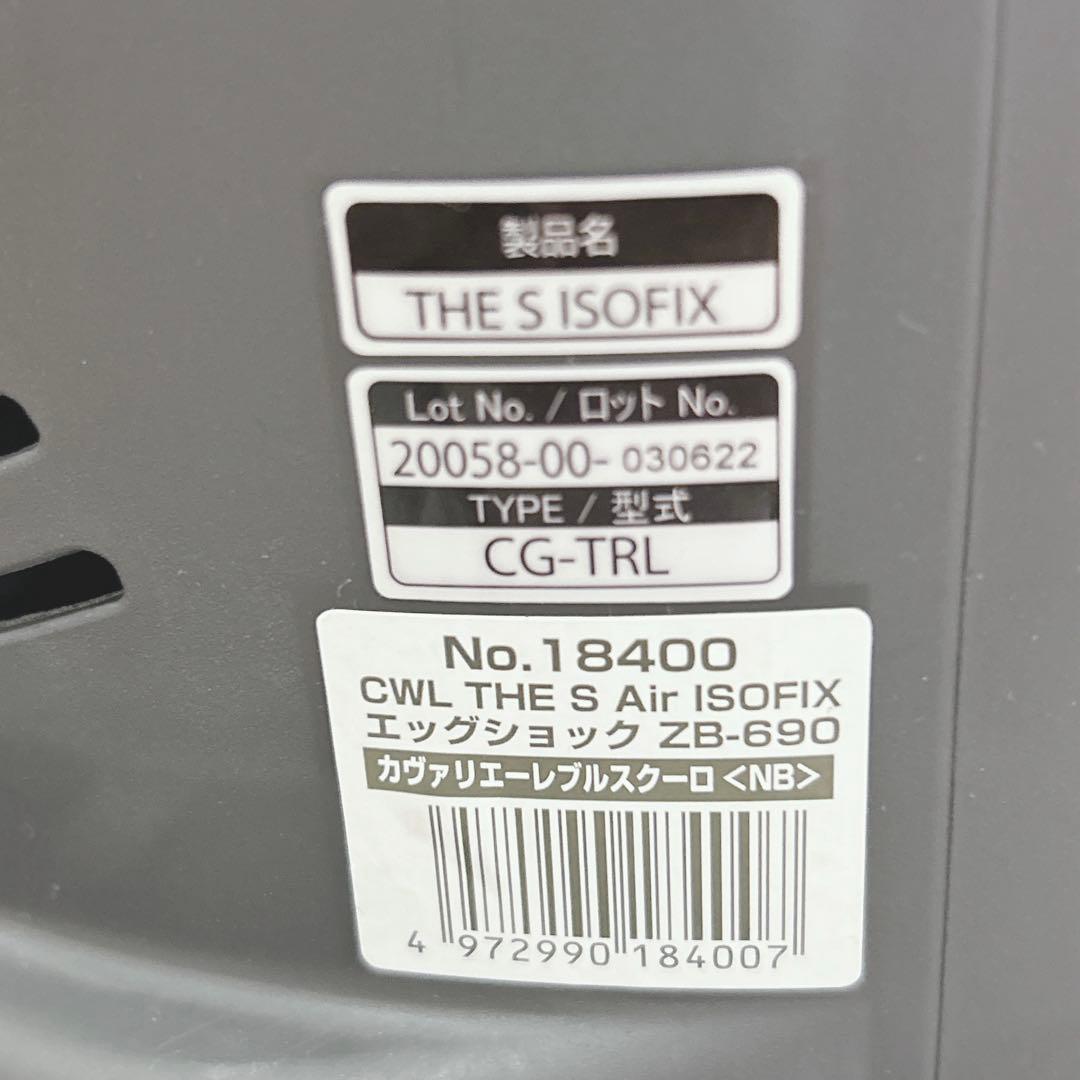 製品名
THE S ISOFIX
Lot No. / ロット No.
20058-00-030622
TYPE / 型式
CG-TRL
No.18400
CWL THE S Air ISOFIX
エッグショック ZB-690
カヴァリエーレブルスクーロ<NB>
4 972990 184007